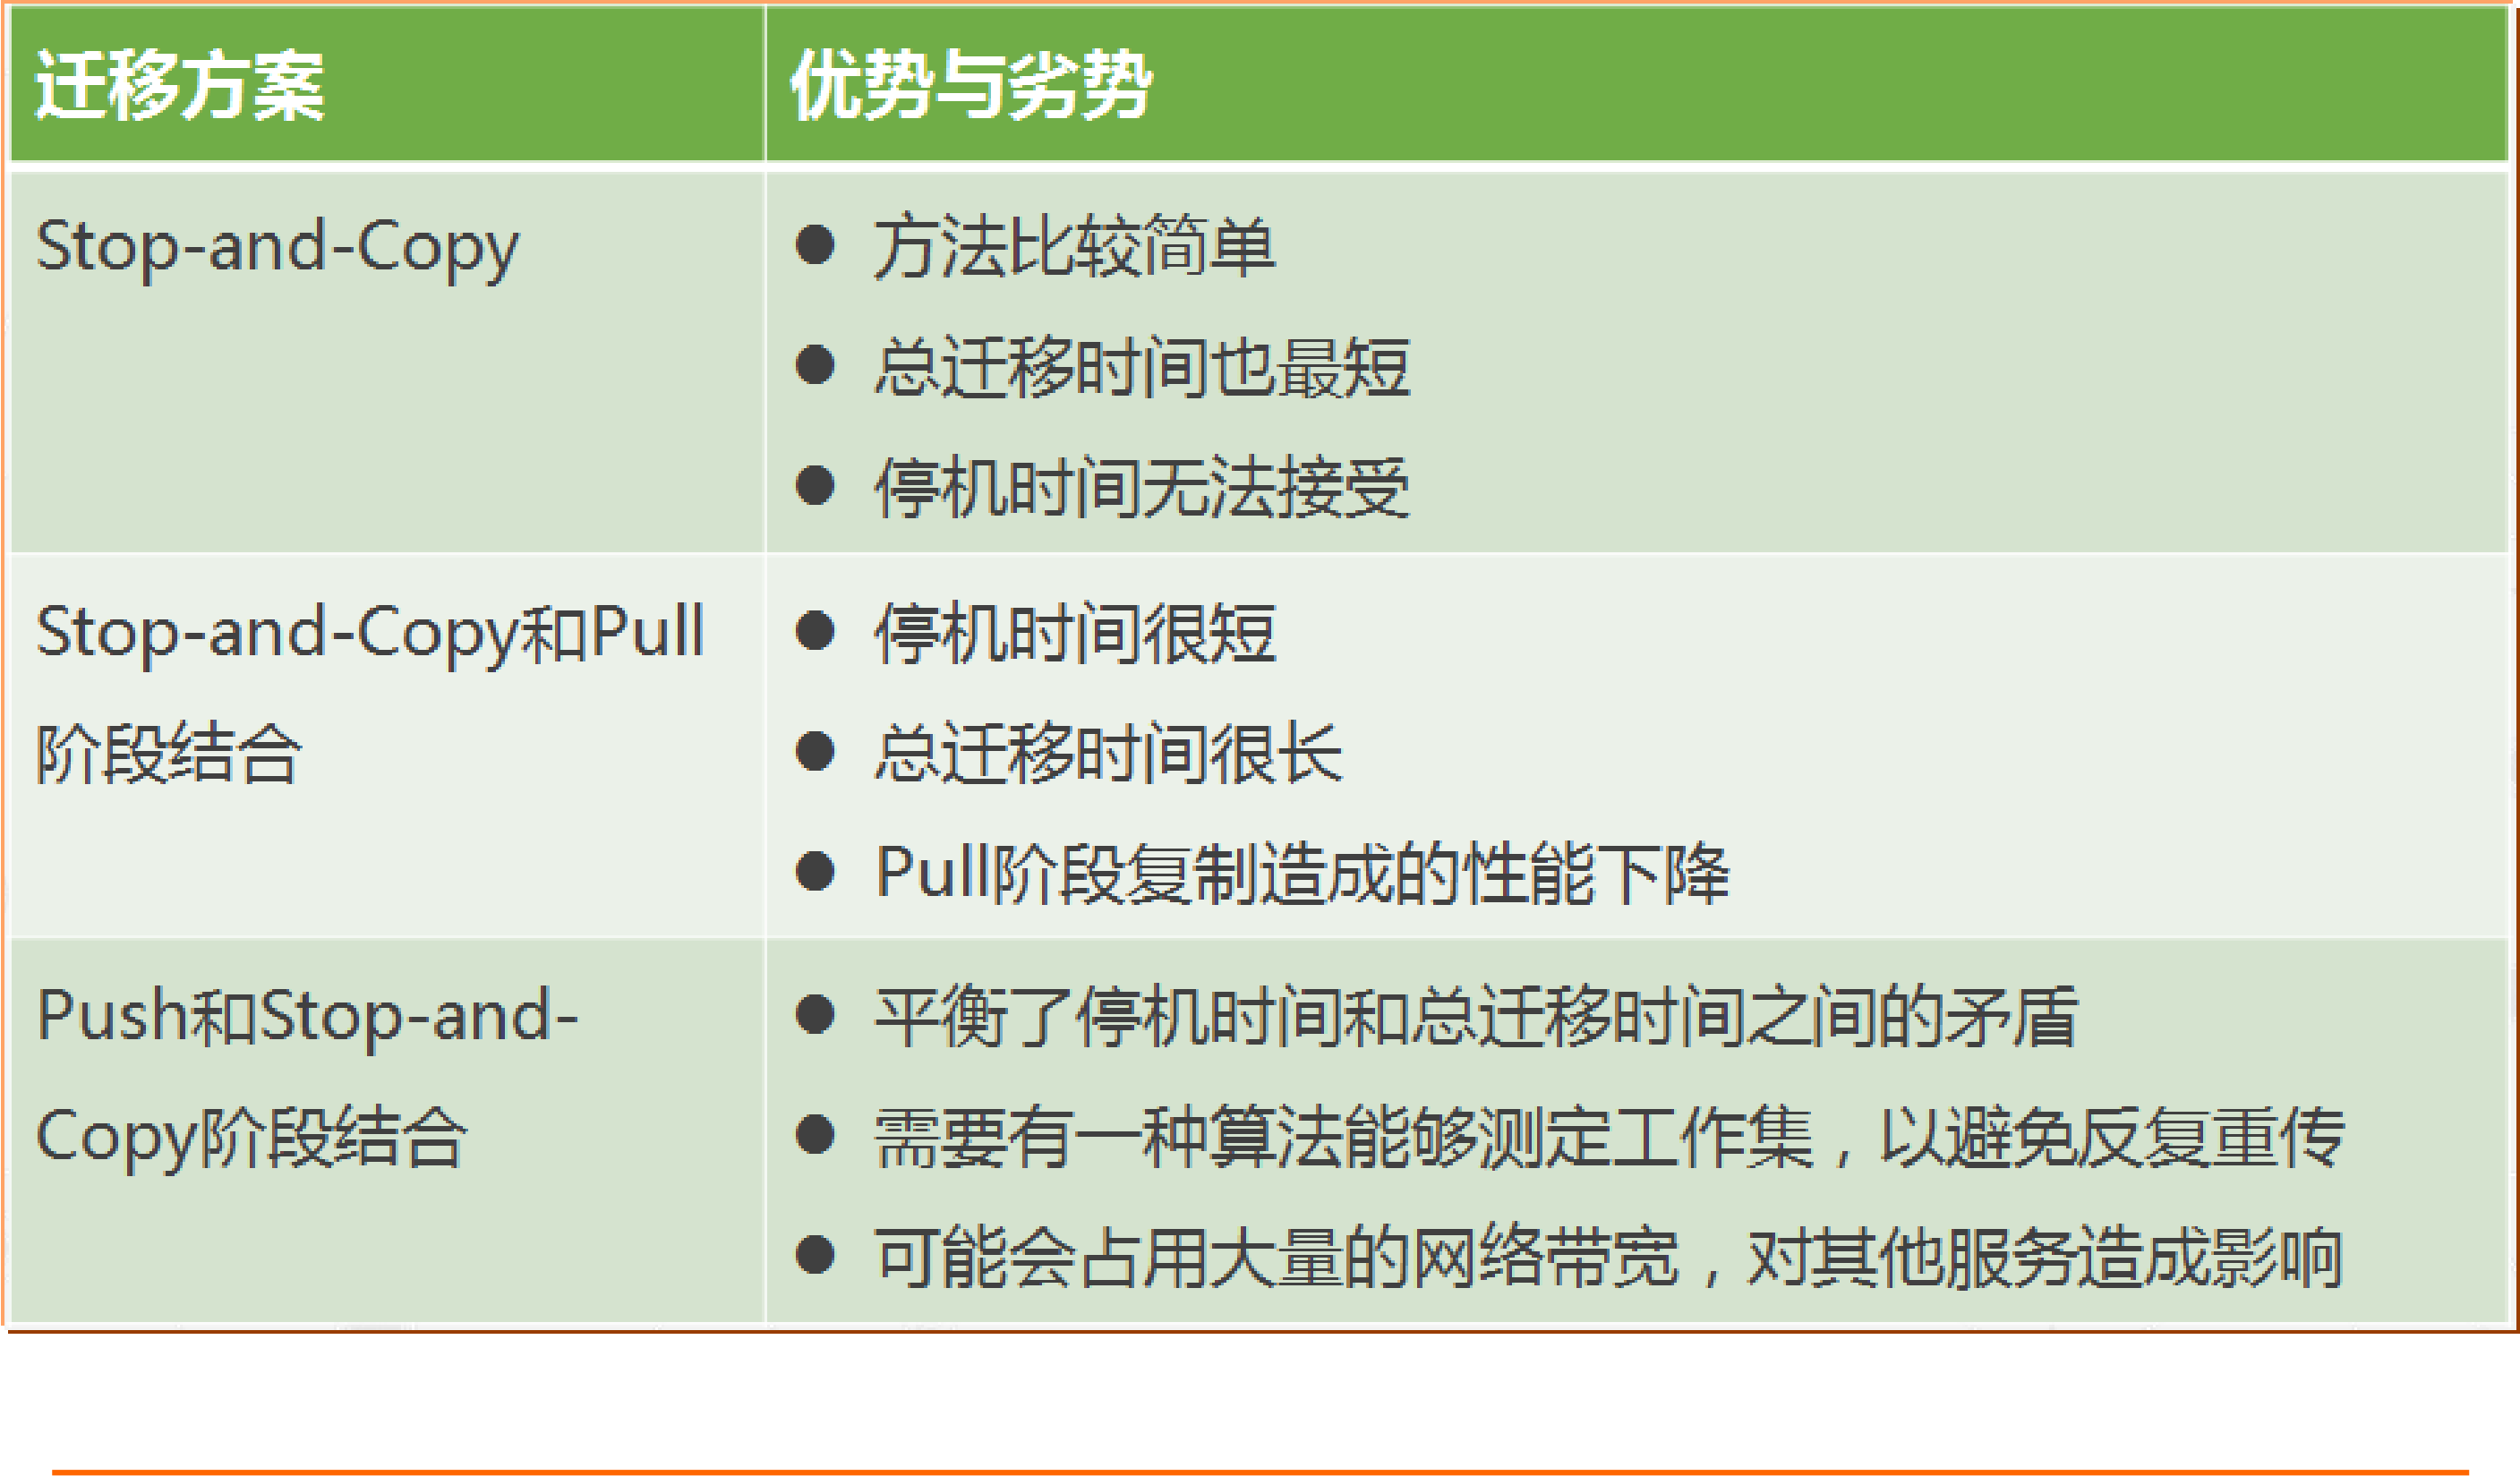 迁移方案
优势与劣势
Stop-and-Copy
● 方法比较简单
● 总迁移时间也最短
● 停机时间无法接受
Stop-and-Copy和Pull
阶段结合
● 停机时间很短
● 总迁移时间很长
● Pull阶段复制造成的性能下降
Push和Stop-and-
Copy阶段结合
● 平衡了停机时间和总迁移时间之间的矛盾
● 需要有一种算法能够测定工作集，以避免反复重传
● 可能会占用大量的网络带宽，对其他服务造成影响